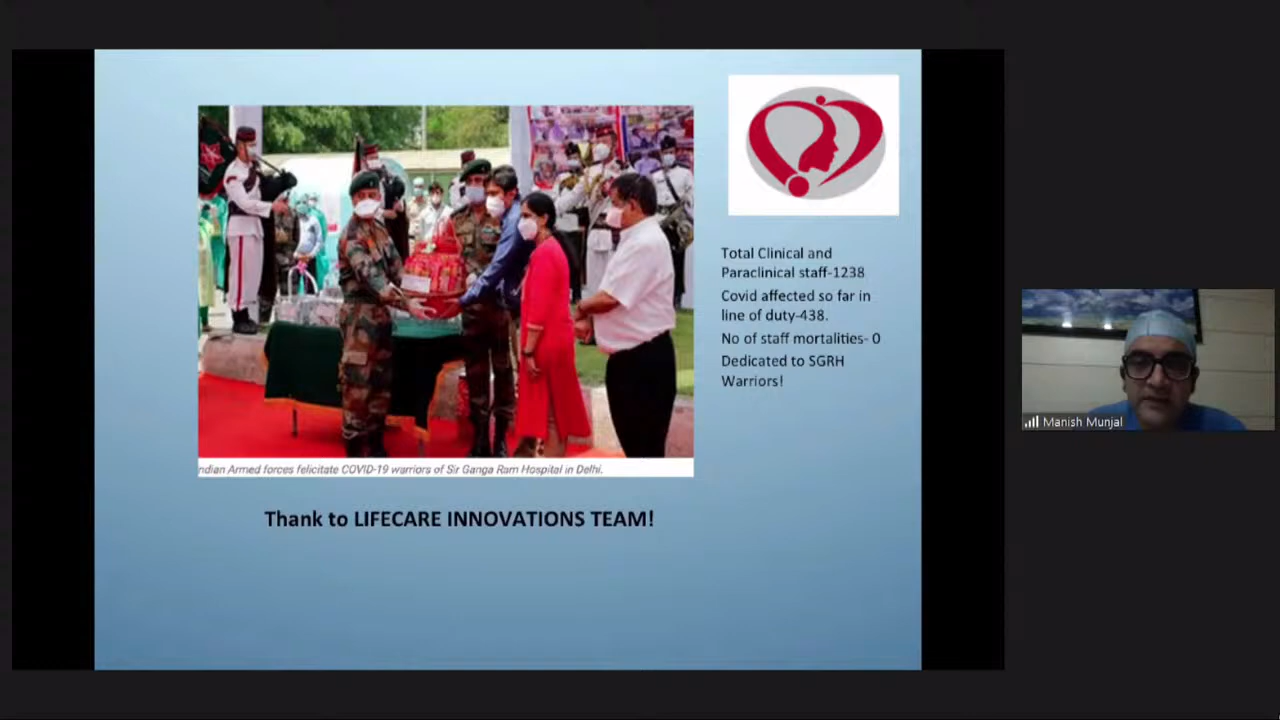 Total Clinical and
Paraclinical staff-1238
Covid affected so far in
line of duty-438.
No of staff mortalities- 0
Dedicated to SGRH
Warriors!
ndian Armed forces felicitate COVID-19 warriors of Sir Ganga Ram Hospital in Delhi.
Thank to LIFECARE INNOVATIONS TEAM!
Manish Munjal